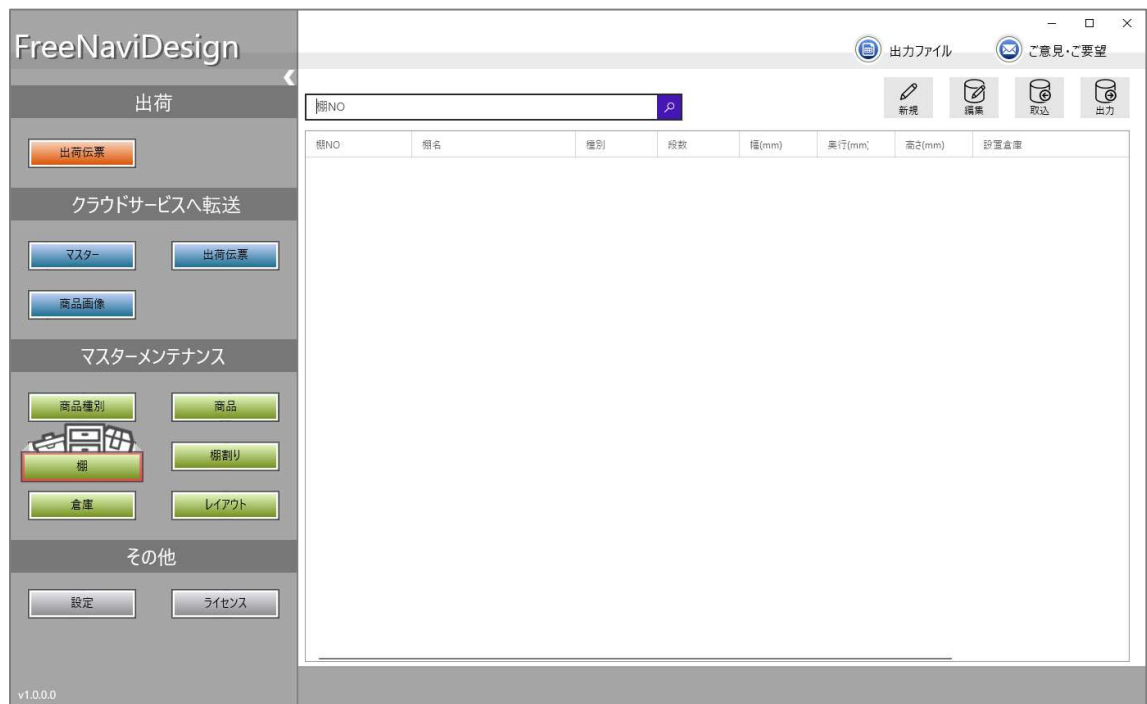 FreeNaviDesign
出力ファイル
ご意見・ご要望
出荷
棚NO
新規
編集
取込
出力
棚NO 棚名 種別 段数 幅(mm) 奥行(mm) 高さ(mm) 設置倉庫
出荷伝票
クラウドサービスへ転送
マスター 出荷伝票
商品画像
マスターメンテナンス
商品種別 商品
棚 棚割り
倉庫 レイアウト
その他
設定 ライセンス
v1.0.0.0